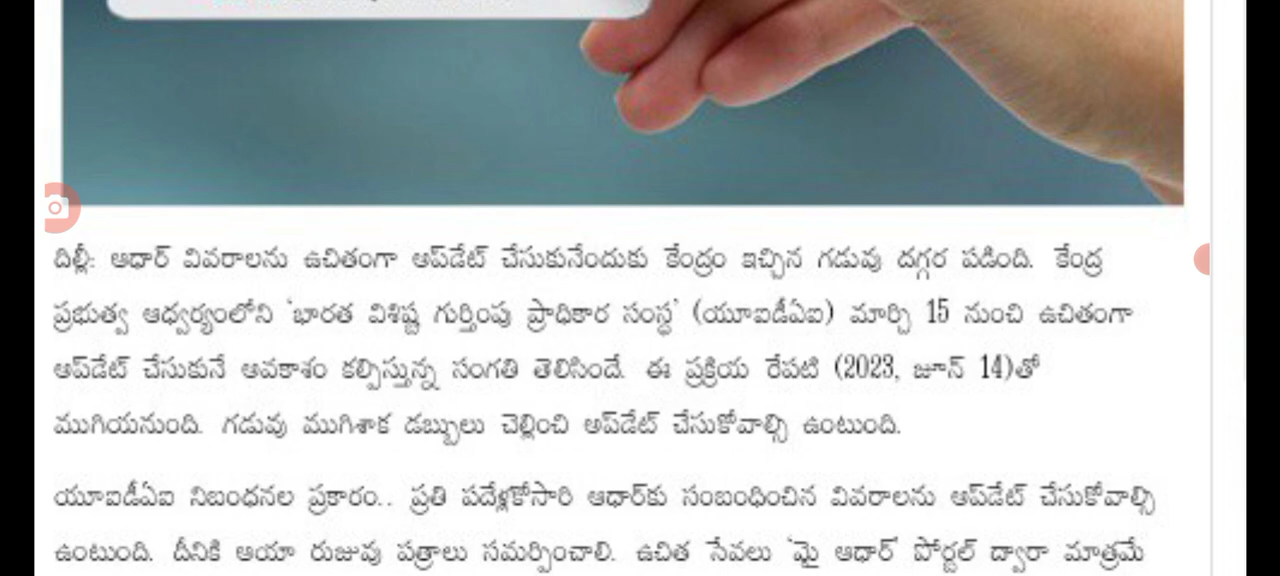 దిల్లీ: ఆధార్ వివరాలను ఉచితంగా అప్‌డేట్ చేసుకునేందుకు కేంద్రం ఇచ్చిన గడువు దగ్గర పడింది. కేంద్ర
ప్రభుత్వ ఆధ్వర్యంలోని 'భారత విశిష్ట గుర్తింపు ప్రాధికార సంస్థ' (యూఐడీఏఐ) మార్చి 15 నుంచి ఉచితంగా
అప్‌డేట్ చేసుకునే అవకాశం కల్పిస్తున్న సంగతి తెలిసిందే. ఈ ప్రక్రియ రేపటి (2023, జూన్ 14)తో
ముగియనుంది. గడువు ముగిశాక డబ్బులు చెల్లించి అప్‌డేట్ చేసుకోవాల్సి ఉంటుంది.
యూఐడీఏఐ నిబంధనల ప్రకారం.. ప్రతి పదేళ్లకోసారి ఆధార్‌కు సంబంధించిన వివరాలను అప్‌డేట్ చేసుకోవాల్సి
ఉంటుంది. దీనికి ఆయా రుజువు పత్రాలు సమర్పించాలి. ఉచిత సేవలు 'మై ఆధార్' పోర్టల్ ద్వారా మాత్రమే